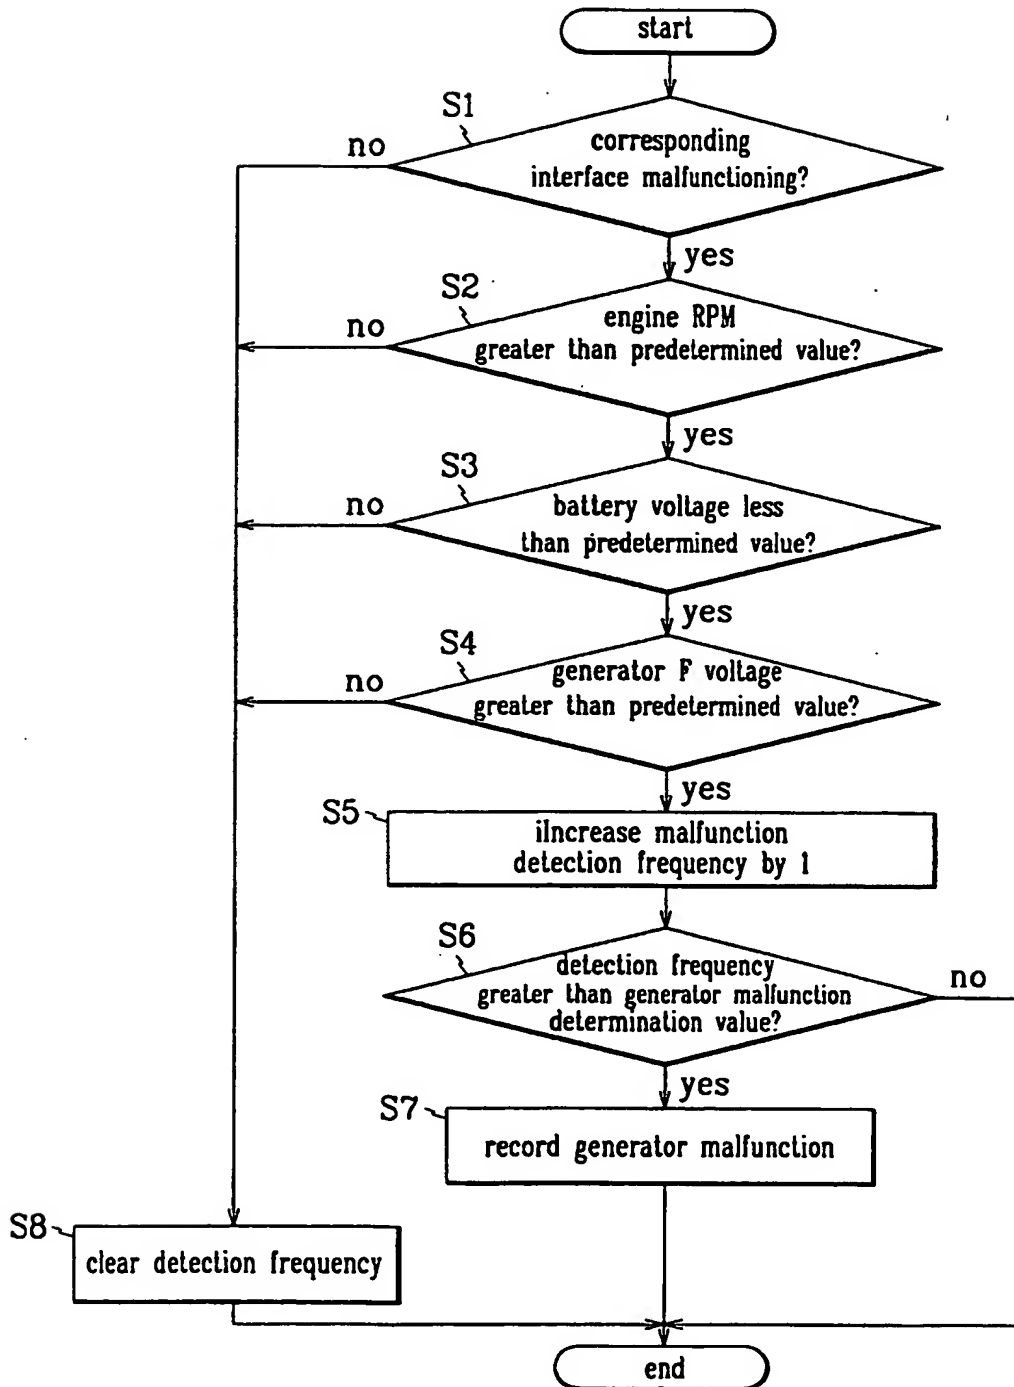 start
S1
no
corresponding
interface malfunctioning?
yes
S2
no
engine RPM
greater than predetermined value?
yes
S3
no
battery voltage less
than predetermined value?
yes
S4
no
generator F voltage
greater than predetermined value?
yes
S5
iIncrease malfunction
detection frequency by 1
S6
detection frequency
greater than generator malfunction
determination value?
no
yes
S7
record generator malfunction
S8
clear detection frequency
end